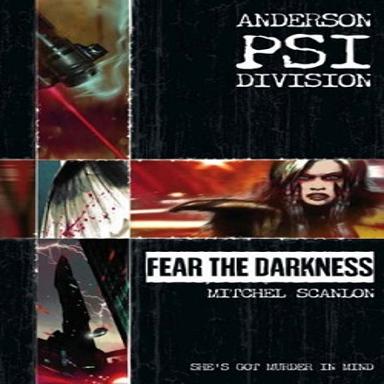 ANDERSON
PSI
DIVISION
FEAR THE DARKNESS
MITCHEL SCANLON
SHE'S GOT MURDER IN MIND